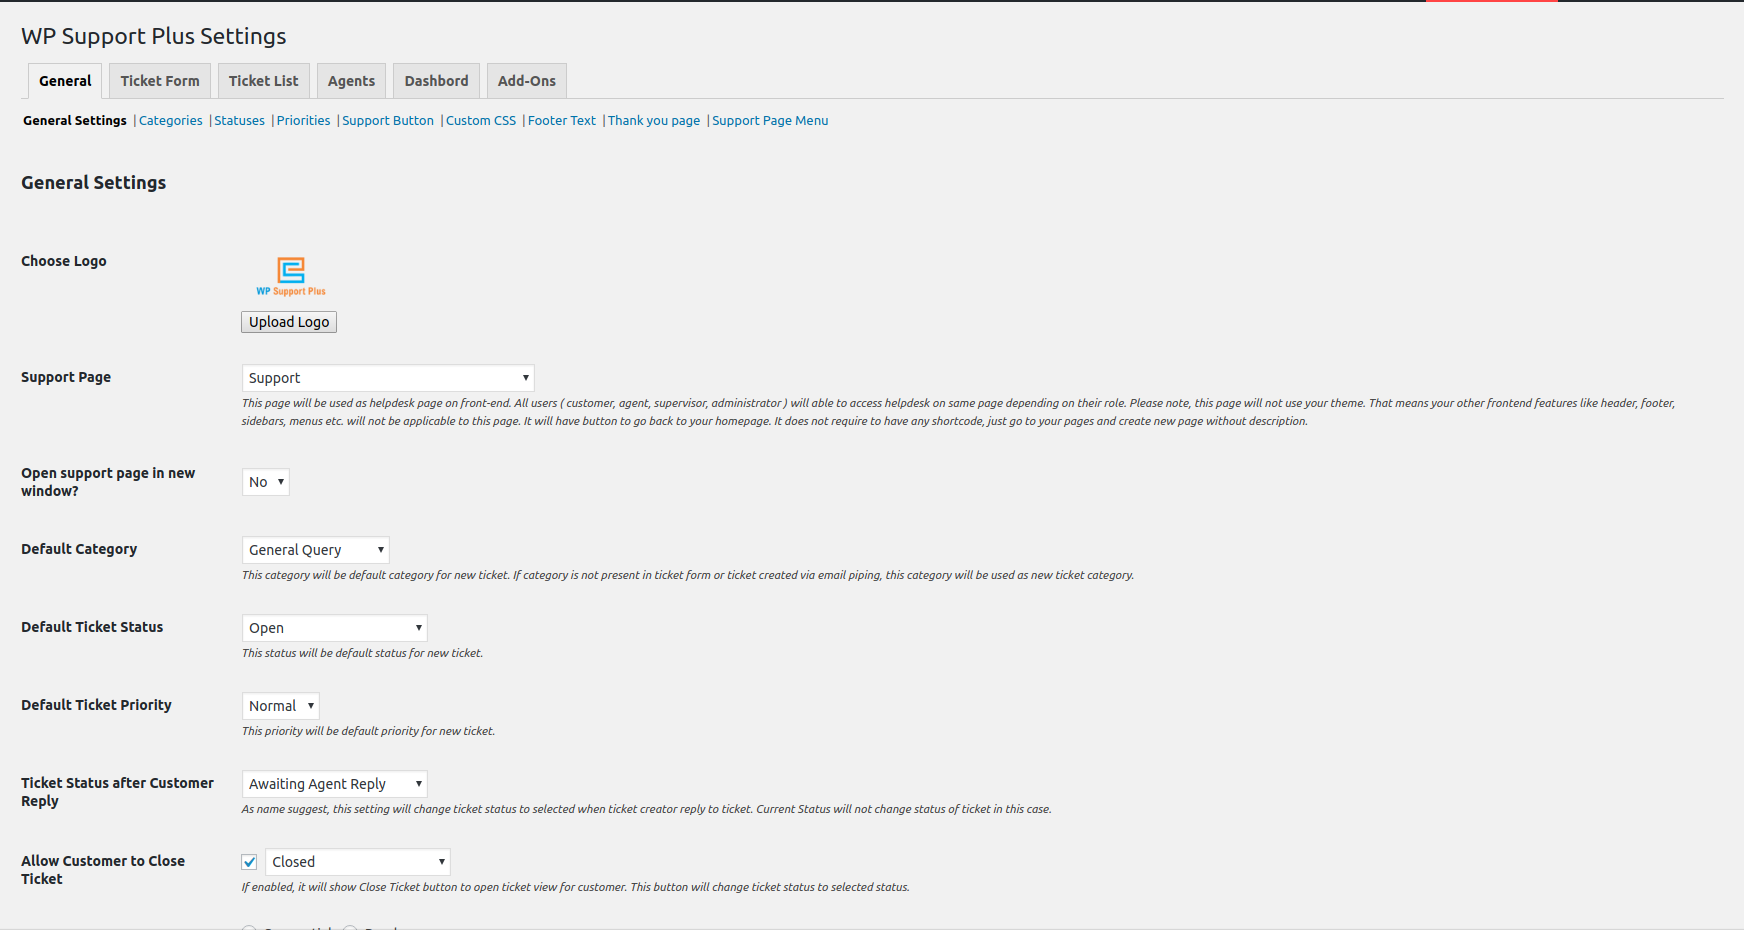 WP Support Plus Settings
General Ticket Form Ticket List Agents Dashbord Add-Ons
General Settings | Categories | Statuses | Priorities | Support Button | Custom CSS | Footer Text | Thank you page | Support Page Menu
General Settings
Choose Logo
WP Support Plus
Upload Logo
Support Page
Support
This page will be used as helpdesk page on front-end. All users ( customer, agent, supervisor, administrator ) will able to access helpdesk on same page depending on their role. Please note, this page will not use your theme. That means your other frontend features like header, footer,
sidebars, menus etc. will not be applicable to this page. It will have button to go back to your homepage. It does not require to have any shortcode, just go to your pages and create new page without description.
Open support page in new
window?
No
Default Category
General Query
This category will be default category for new ticket. If category is not present in ticket form or ticket created via email piping, this category will be used as new ticket category.
Default Ticket Status
Open
This status will be default status for new ticket.
Default Ticket Priority
Normal
This priority will be default priority for new ticket.
Ticket Status after Customer
Reply
Awaiting Agent Reply
As name suggest, this setting will change ticket status to selected when ticket creator reply to ticket. Current Status will not change status of ticket in this case.
Allow Customer to Close
Ticket
Closed
If enabled, it will show Close Ticket button to open ticket view for customer. This button will change ticket status to selected status.